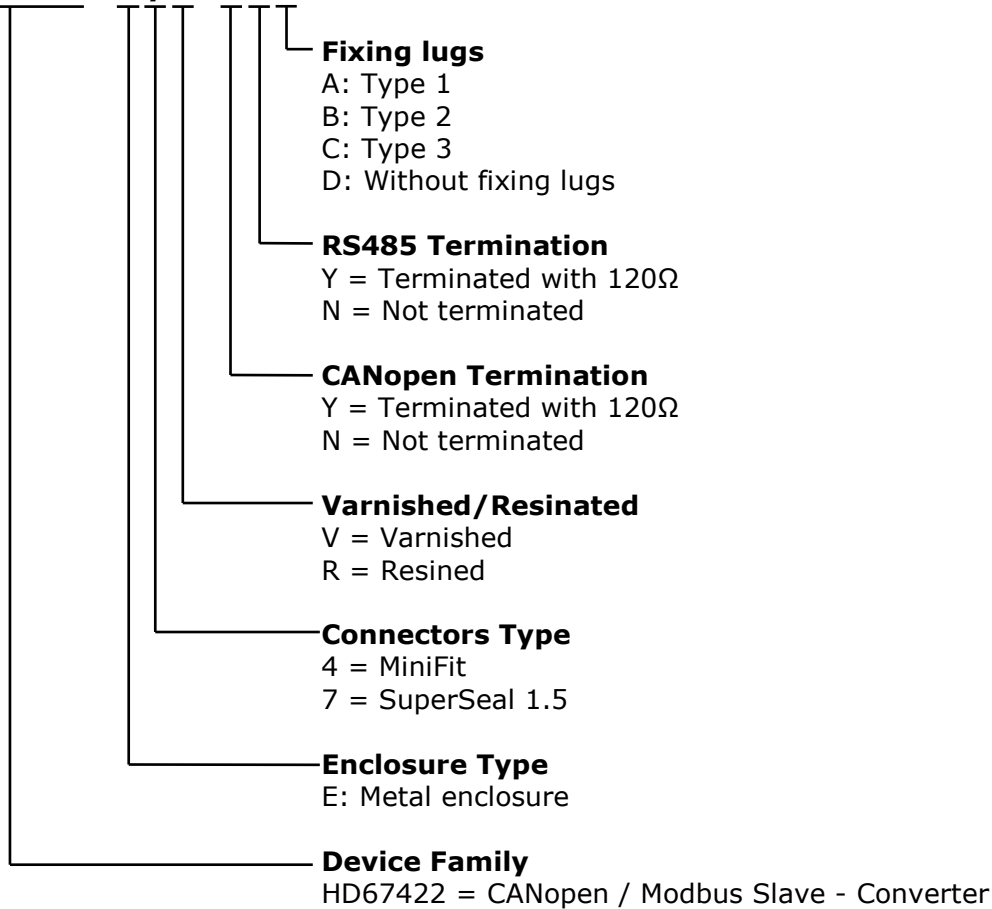 Fixing lugs
A: Type 1
B: Type 2
C: Type 3
D: Without fixing lugs
RS485 Termination
Y = Terminated with 120Ω
N = Not terminated
CANopen Termination
Y = Terminated with 120Ω
N = Not terminated
Varnished/Resinated
V = Varnished
R = Resined
Connectors Type
4 = MiniFit
7 = SuperSeal 1.5
Enclosure Type
E: Metal enclosure
Device Family
HD67422 = CANopen / Modbus Slave - Converter